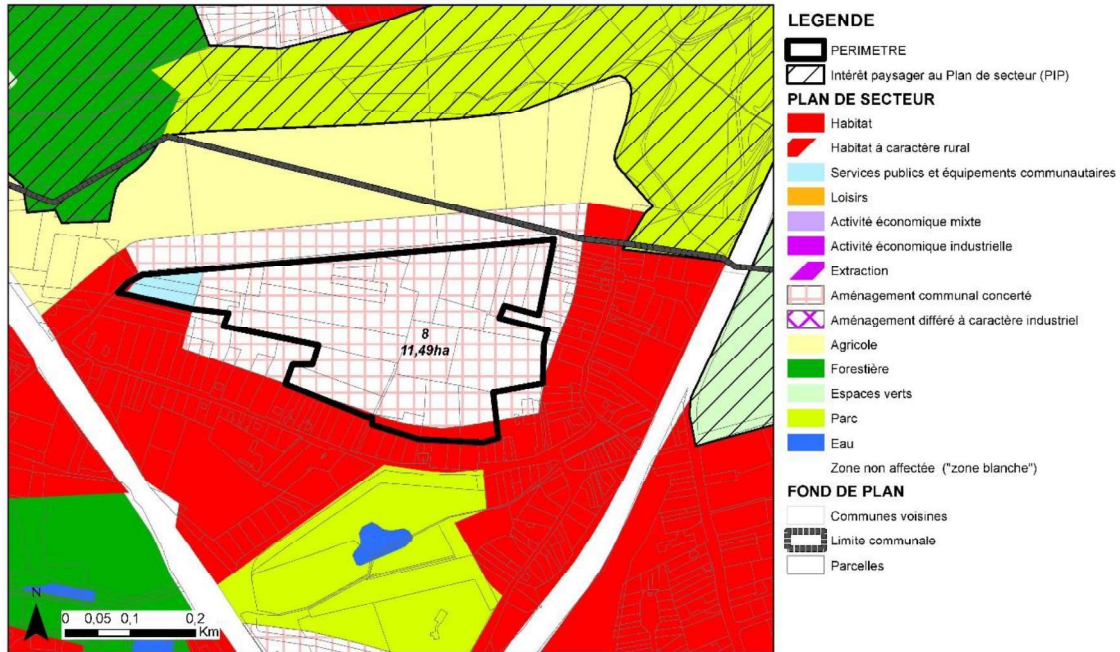 8
11,49ha
N
0 0,05 0,1 0,2
Km
LEGENDE
PERIMETRE
Intérêt paysager au Plan de secteur (PIP)
PLAN DE SECTEUR
Habitat
Habitat à caractère rural
Services publics et équipements communautaires
Loisirs
Activité économique mixte
Activité économique industrielle
Extraction
Aménagement communal concerté
Aménagement différé à caractère industriel
Agricole
Forestière
Espaces verts
Parc
Eau
Zone non affectée ("zone blanche")
FOND DE PLAN
Communes voisines
Limite communale
Parcelles